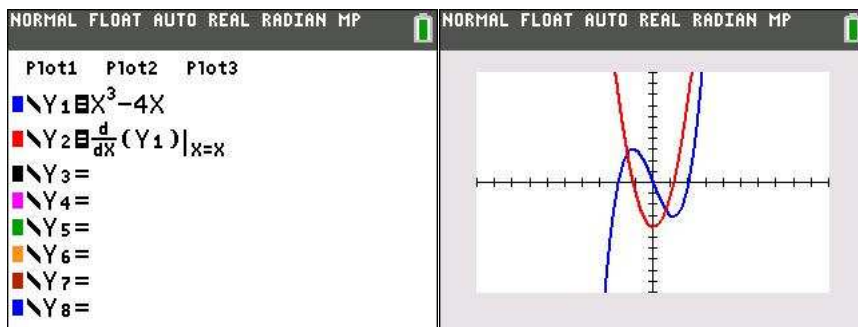 NORMAL FLOAT AUTO REAL RADIAN MP
Plot1 Plot2 Plot3
\Y1=X³-4X
\Y2=d/dX(Y1)|X=X
\Y3=
\Y4=
\Y5=
\Y6=
\Y7=
\Y8=
NORMAL FLOAT AUTO REAL RADIAN MP